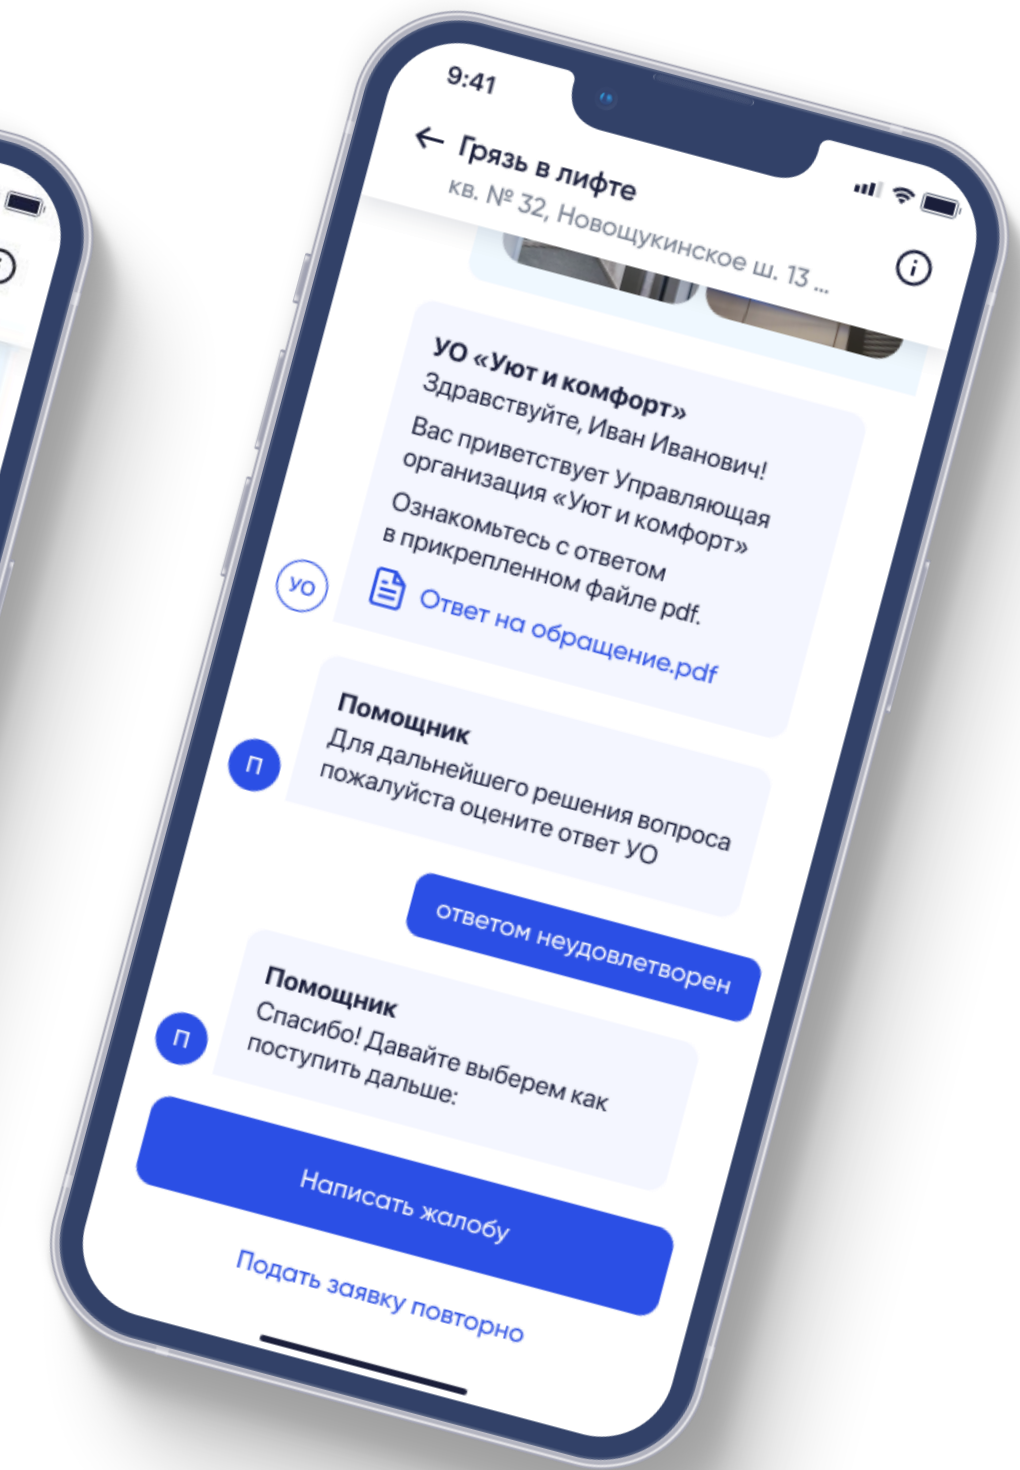 9:41
Грязь в лифте
кв. № 32, Новощукинское ш. 13 ...
УО «Уют и комфорт»
Здравствуйте, Иван Иванович!
Вас приветствует Управляющая
организация «Уют и комфорт»
Ознакомьтесь с ответом
в прикрепленном файле pdf.
Ответ на обращение.pdf
УО
Помощник
Для дальнейшего решения вопроса
пожалуйста оцените ответ УО
П
ответом неудовлетворен
Помощник
Спасибо! Давайте выберем как
поступить дальше:
П
Написать жалобу
Подать заявку повторно